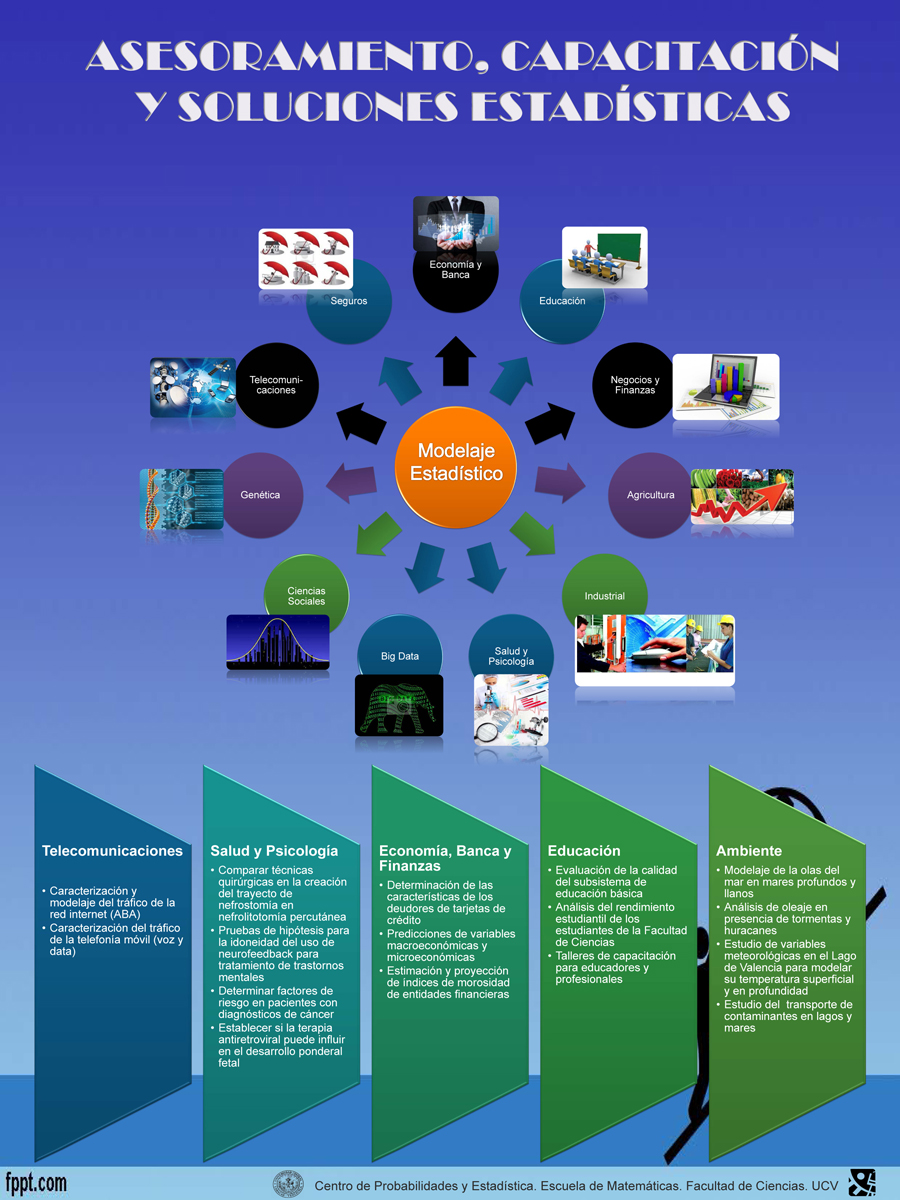 ASESORAMIENTO, CAPACITACIÓN
Y SOLUCIONES ESTADÍSTICAS
Economía y
Banca
Seguros
Educación
Telecomuni-
caciones
Negocios y
Finanzas
Modelaje
Estadístico
Genética
Agricultura
Ciencias
Sociales
Industrial
Big Data
Salud y
Psicología
Telecomunicaciones
• Caracterización y
modelaje del tráfico de la
red internet (ABA)
• Caracterización del tráfico
de la telefonía móvil (voz y
data)
Salud y Psicología
• Comparar técnicas
quirúrgicas en la creación
del trayecto de
nefrostomía en
nefrolitotomía percutánea
• Pruebas de hipótesis para
la idoneidad del uso de
neurofeedback para
tratamiento de trastornos
mentales
• Determinar factores de
riesgo en pacientes con
diagnósticos de cáncer
• Establecer si la terapia
antiretroviral puede influir
en el desarrollo ponderal
fetal
Economía, Banca y
Finanzas
• Determinación de las
características de los
deudores de tarjetas de
crédito
• Predicciones de variables
macroeconómicas y
microeconómicas
• Estimación y proyección
de índices de morosidad
de entidades financieras
Educación
• Evaluación de la calidad
del subsistema de
educación básica
• Análisis del rendimiento
estudiantil de los
estudiantes de la Facultad
de Ciencias
• Talleres de capacitación
para educadores y
profesionales
Ambiente
• Modelaje de la olas del
mar en mares profundos y
llanos
• Análisis de oleaje en
presencia de tormentas y
huracanes
• Estudio de variables
meteorológicas en el Lago
de Valencia para modelar
su temperatura superficial
y en profundidad
• Estudio del transporte de
contaminantes en lagos y
mares
fppt.com
Centro de Probabilidades y Estadística. Escuela de Matemáticas. Facultad de Ciencias. UCV